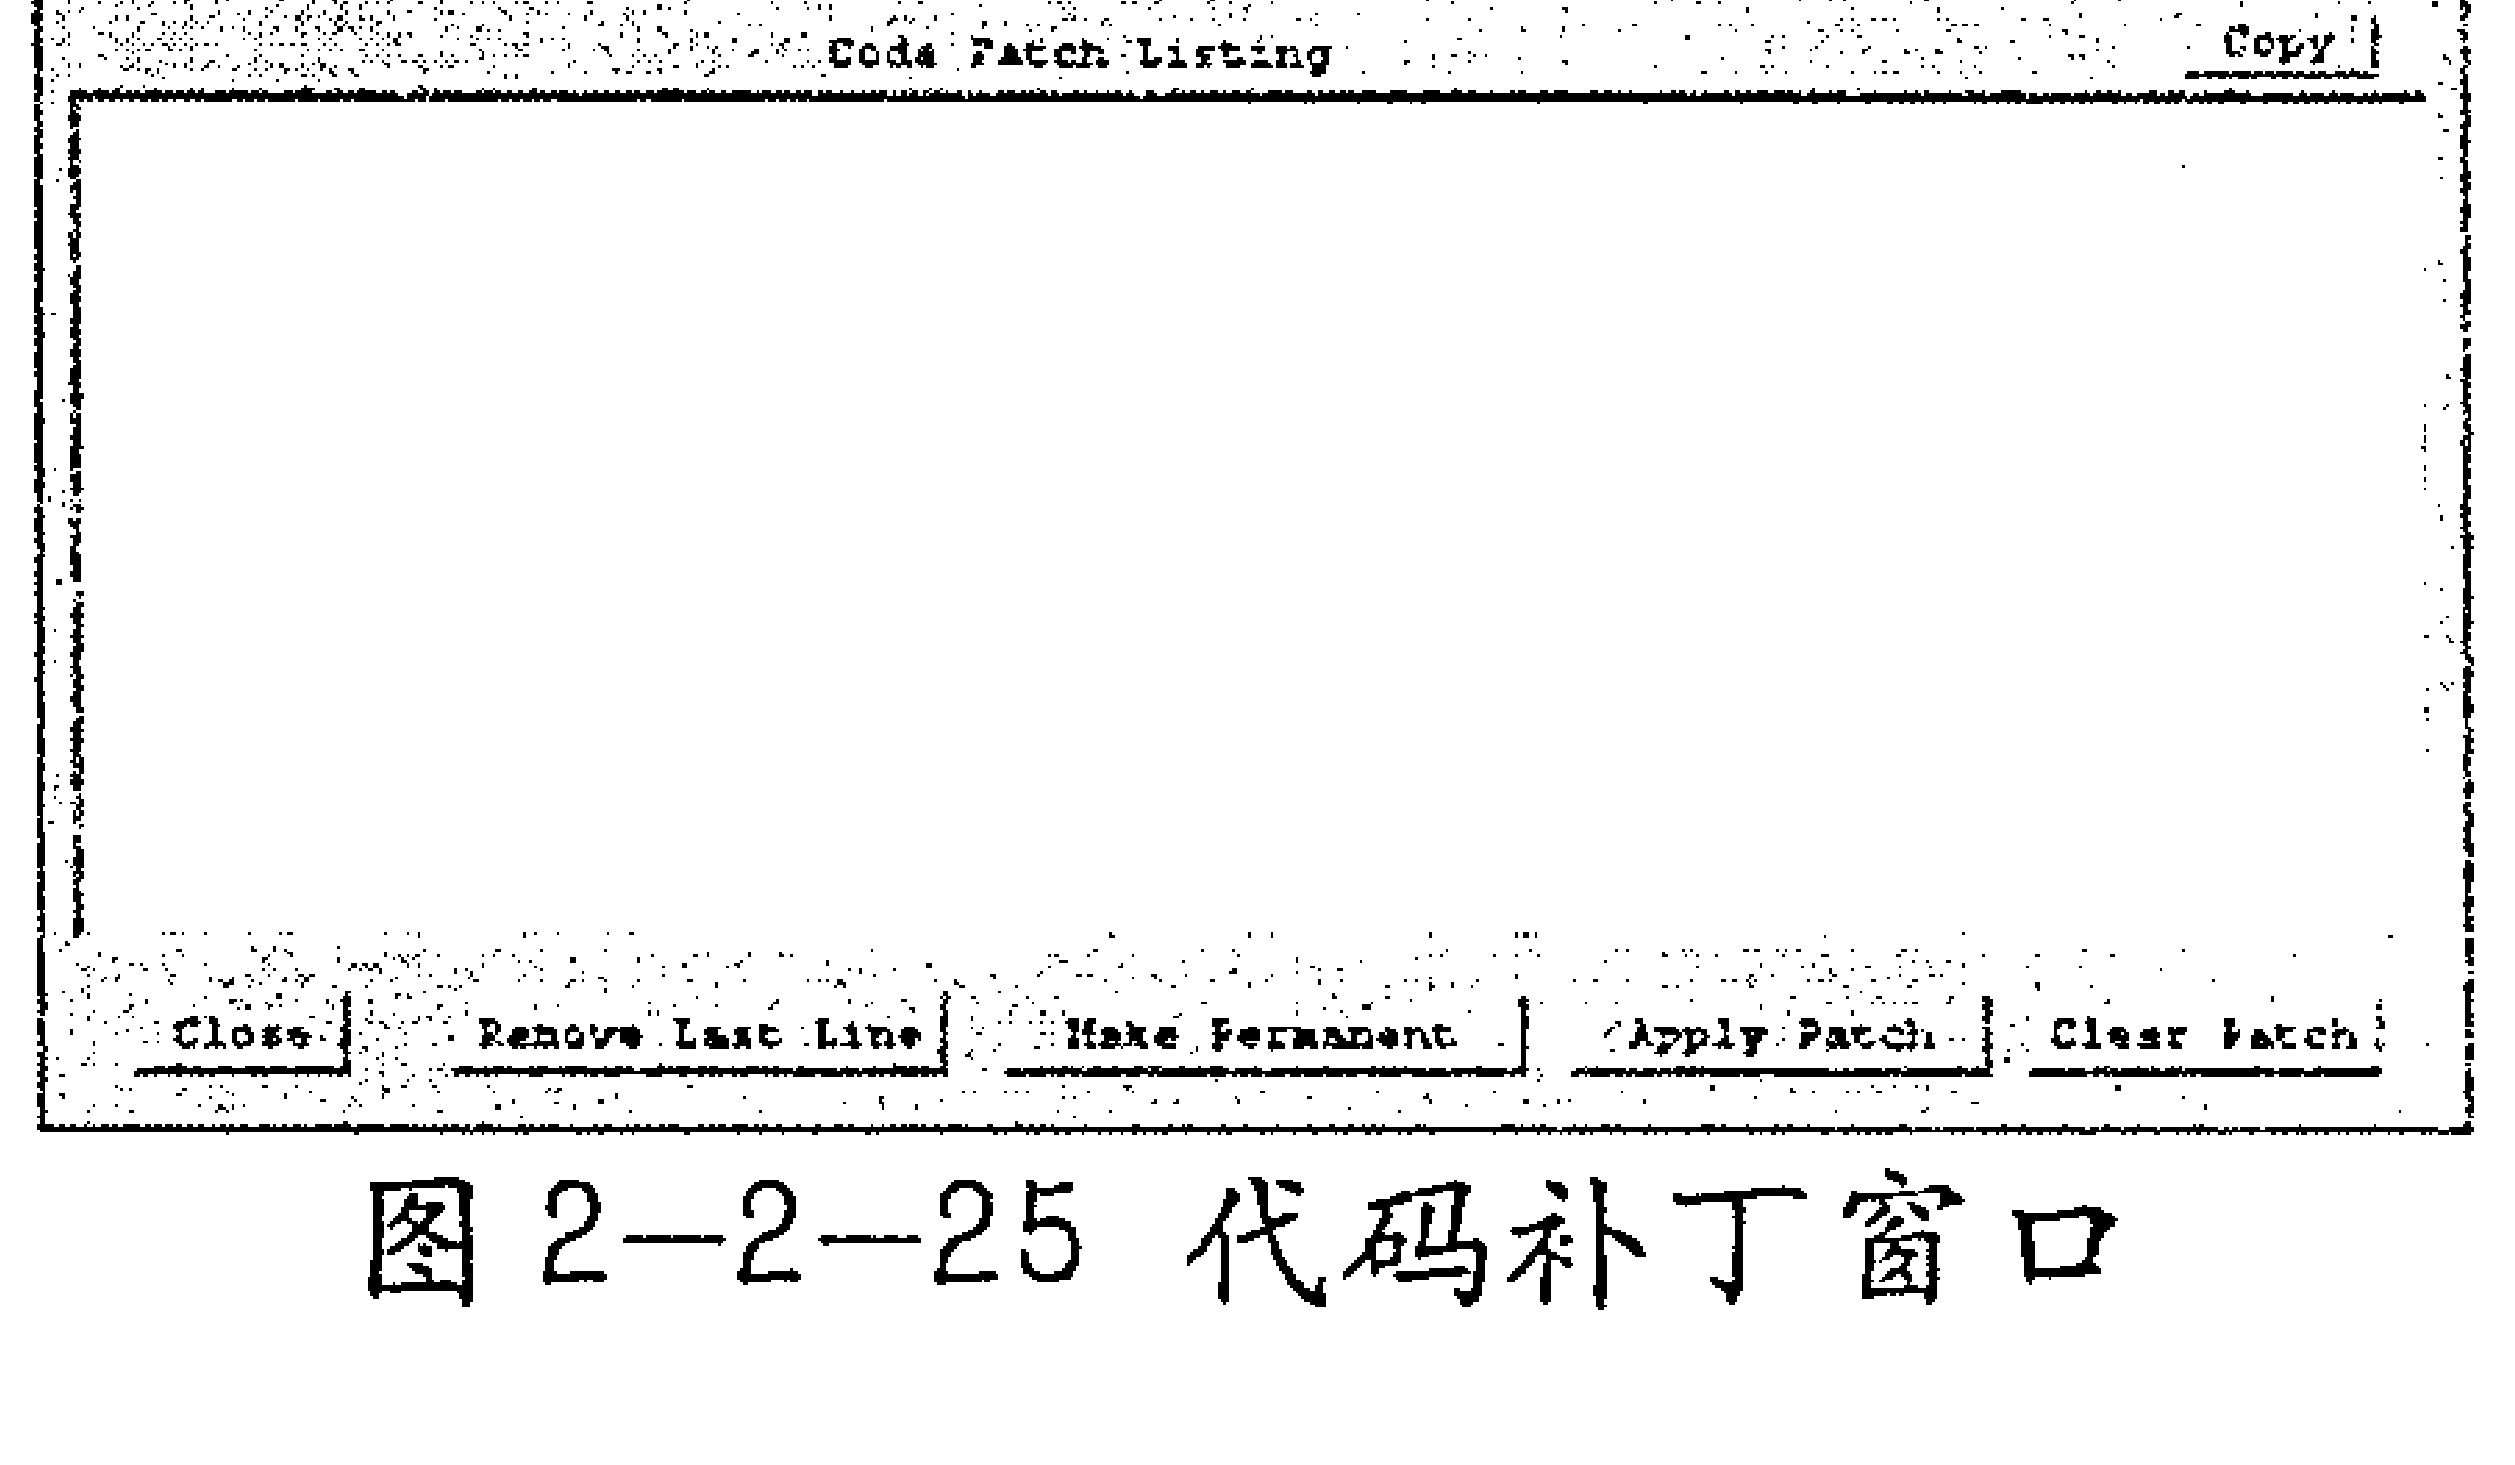 Code Patch Listing Copy
Close Remove Last Line Make Permanent Apply Patch Clear Patch
图 2—2—25 代码补丁窗口